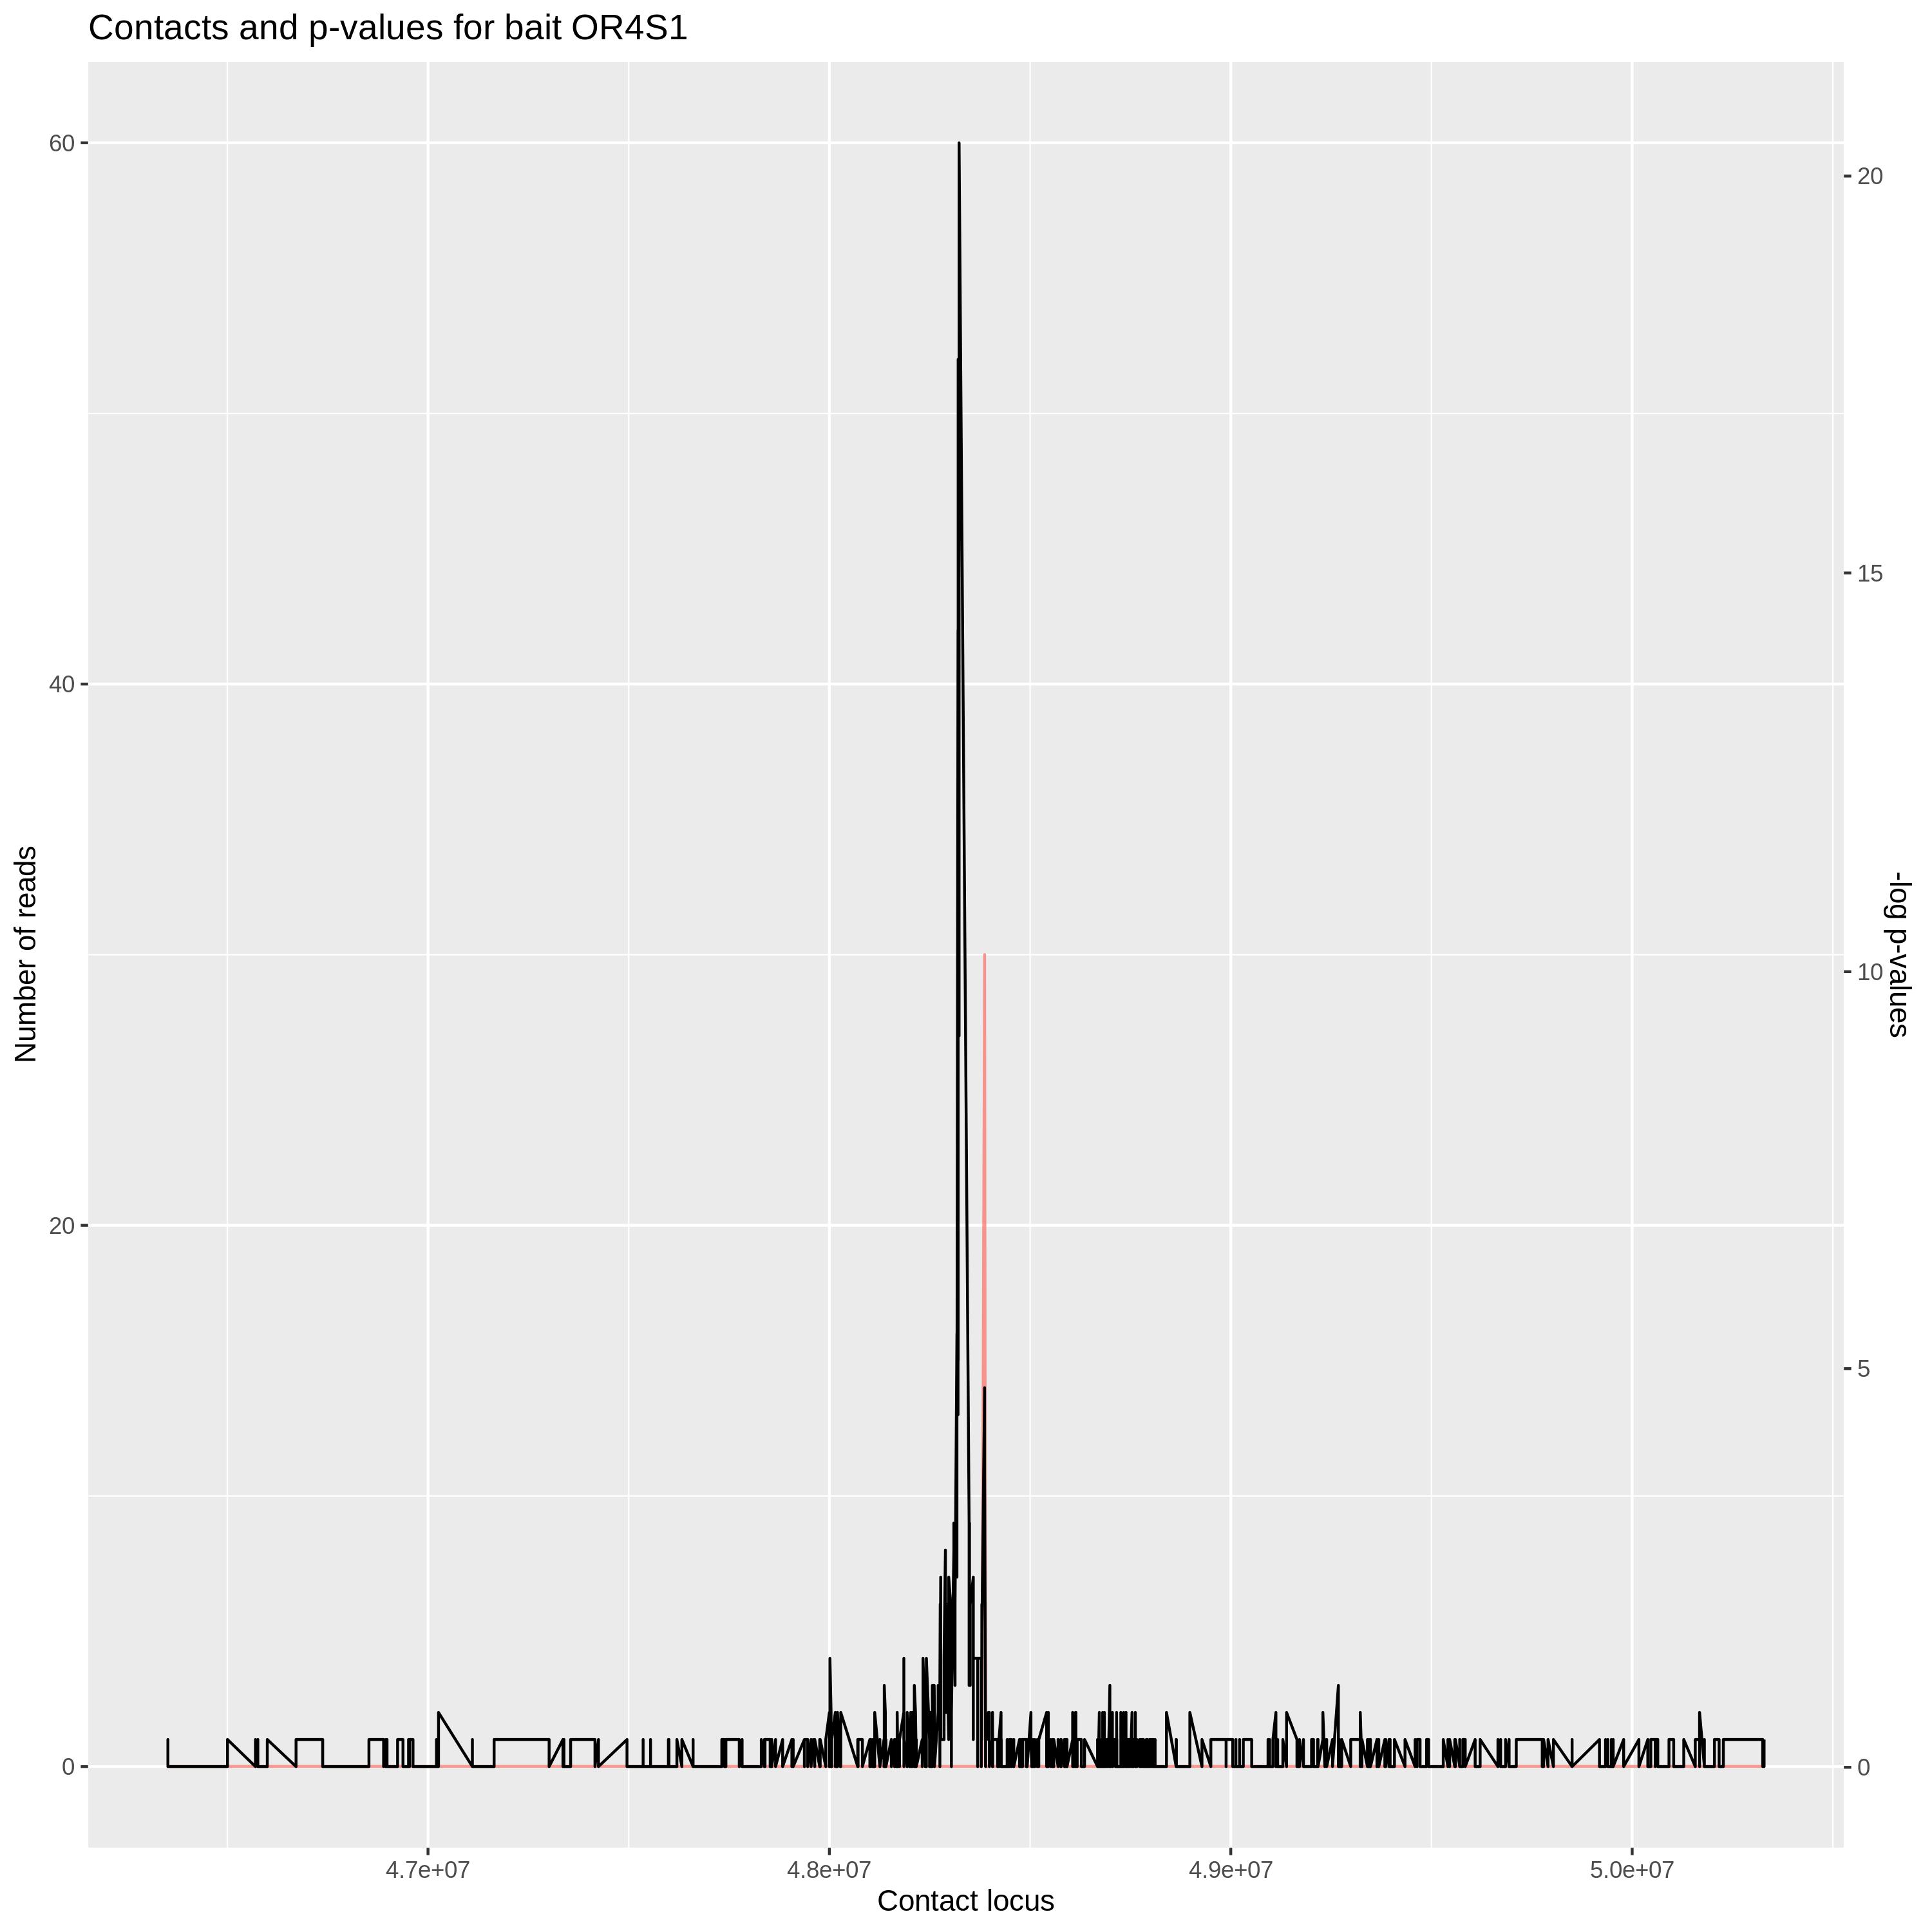 Contacts and p-values for bait OR4S1
60
40
20
0
Number of reads
20
15
10
5
0
-log p-values
4.7e+07
4.8e+07
4.9e+07
5.0e+07
Contact locus